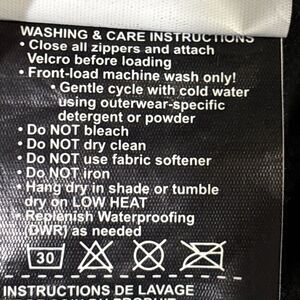 WASHING & CARE INSTRUCTIONS
• Close all zippers and attach
Velcro before loading
• Front-load machine wash only!
• Gentle cycle with cold water
using outerwear-specific
detergent or powder
• Do NOT bleach
• Do NOT dry clean
• Do NOT use fabric softener
• Do NOT iron
• Hang dry in shade or tumble
dry on LOW HEAT
• Replenish Waterproofing
(DWR) as needed
30
INSTRUCTIONS DE LAVAGE